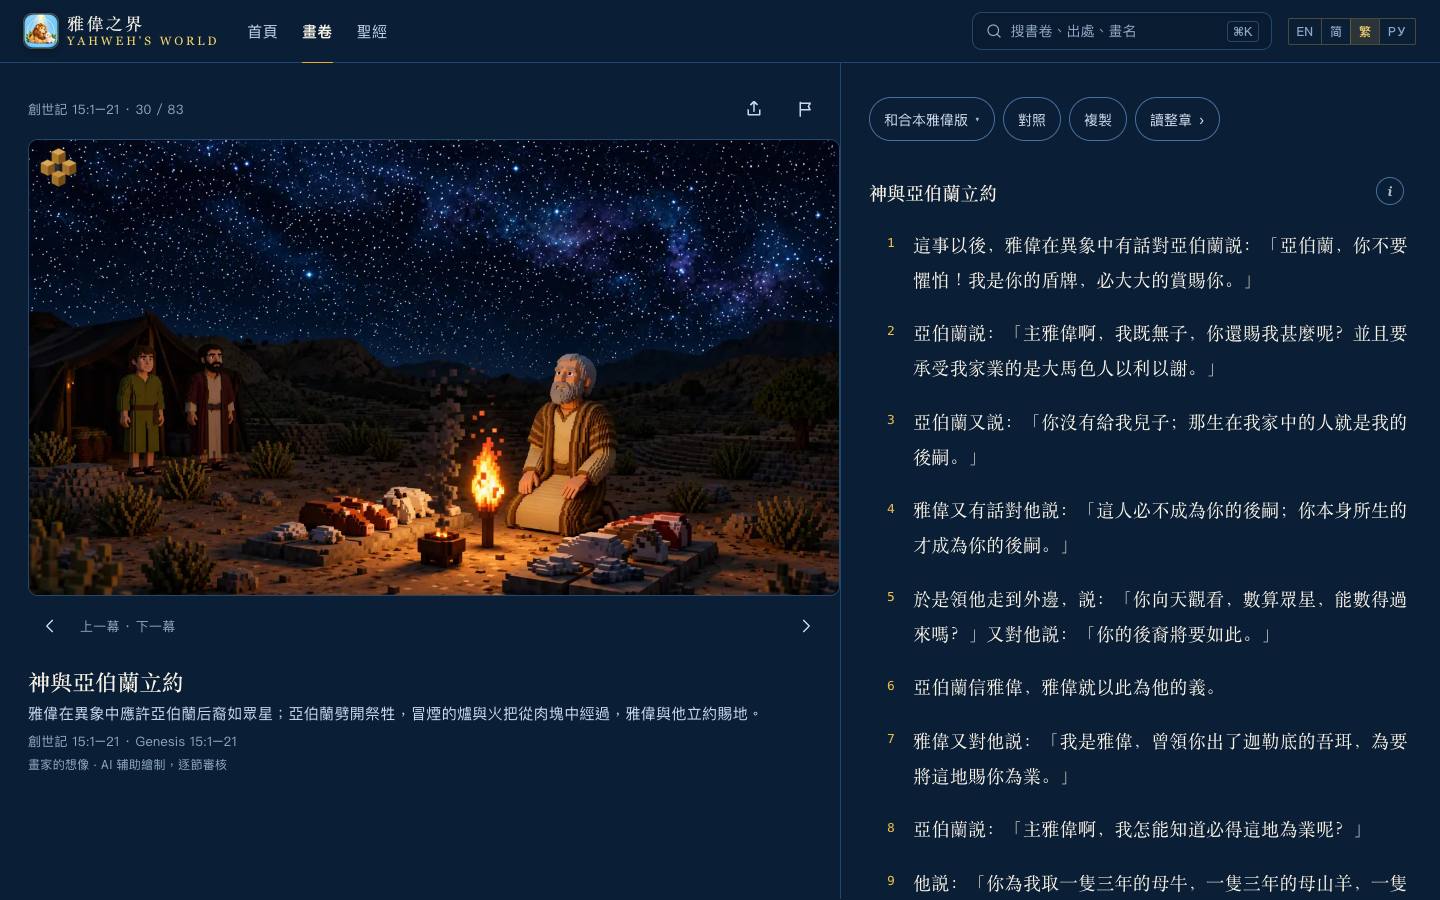 雅偉之界
YAHWEH'S WORLD
首頁
畫卷
聖經
搜書卷、出處、畫名
⌘K
EN
简
繁
РУ
創世記 15:1–21 · 30 / 83
上一幕 · 下一幕
神與亞伯蘭立約
雅偉在異象中應許亞伯蘭后裔如眾星；亞伯蘭劈開祭牲，冒煙的爐與火把從肉塊中經過，雅偉與他立約賜地。
創世記 15:1–21 · Genesis 15:1–21
畫家的想像 · AI 辅助繪制，逐節審核
和合本雅偉版
對照
複製
讀整章 ›
神與亞伯蘭立約
i
1 這事以後，雅偉在異象中有話對亞伯蘭説：「亞伯蘭，你不要
懼怕！我是你的盾牌，必大大的賞賜你。」
2 亞伯蘭説：「主雅偉啊，我既無子，你還賜我甚麼呢？並且要
承受我家業的是大馬色人以利以謝。」
3 亞伯蘭又説：「你沒有給我兒子；那生在我家中的人就是我的
後嗣。」
4 雅偉又有話對他説：「這人必不成為你的後嗣；你本身所生的
才成為你的後嗣。」
5 於是領他走到外邊，説：「你向天觀看，數算眾星，能數得過
來嗎？」又對他説：「你的後裔將要如此。」
6 亞伯蘭信雅偉，雅偉就以此為他的義。
7 雅偉又對他説：「我是雅偉，曾領你出了迦勒底的吾珥，為要
將這地賜你為業。」
8 亞伯蘭説：「主雅偉啊，我怎能知道必得這地為業呢？」
9 他説：「你為我取一隻三年的母牛，一隻三年的母山羊，一隻